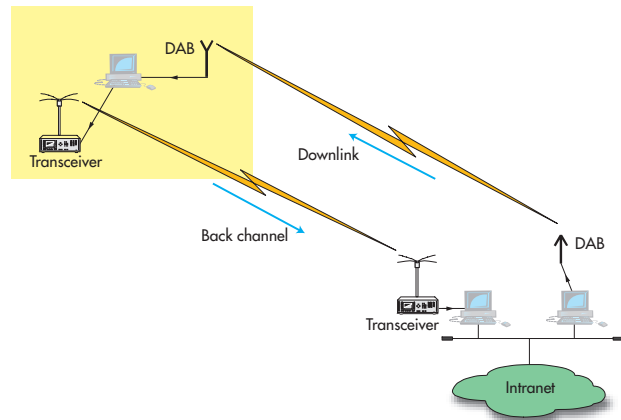 DAB
Transceiver
Downlink
Back channel
DAB
Transceiver
Intranet